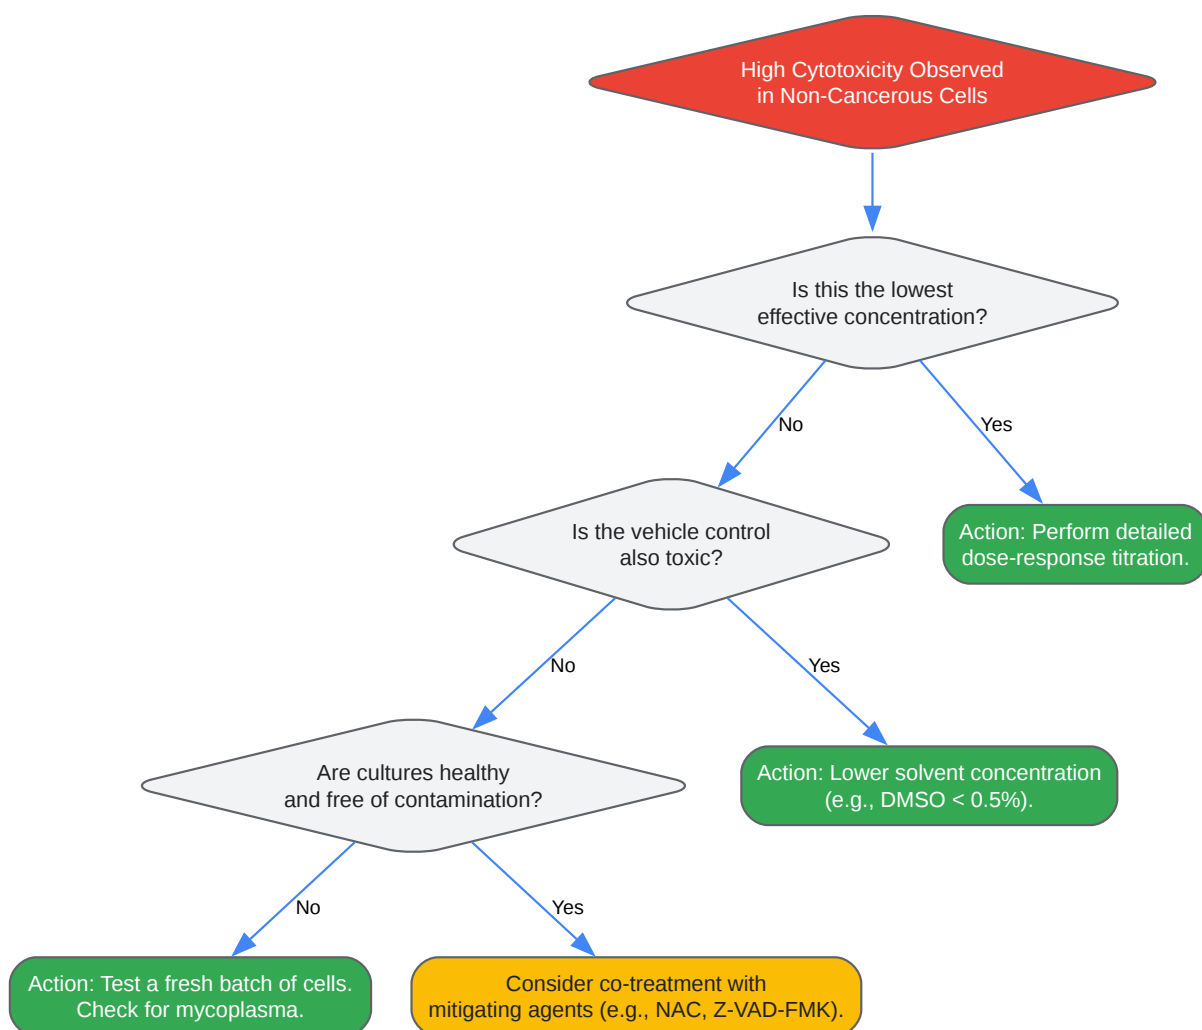 High Cytotoxicity Observed
in Non-Cancerous Cells
Is this the lowest
effective concentration?
No
Yes
Is the vehicle control
also toxic?
Action: Perform detailed
dose-response titration.
No
Yes
Are cultures healthy
and free of contamination?
Action: Lower solvent concentration
(e.g., DMSO < 0.5%).
No
Yes
Action: Test a fresh batch of cells.
Check for mycoplasma.
Consider co-treatment with
mitigating agents (e.g., NAC, Z-VAD-FMK).